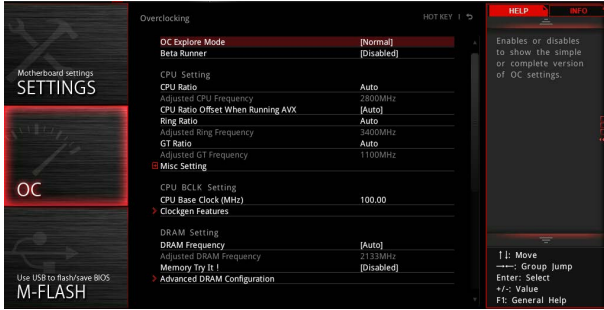 Overclocking
HOT KEY | ↶
HELP
INFO
OC Explore Mode [Normal]
Beta Runner [Disabled]
CPU Setting
CPU Ratio Auto
Adjusted CPU Frequency 2800MHz
CPU Ratio Offset When Running AVX [Auto]
Ring Ratio Auto
Adjusted Ring Frequency 3400MHz
GT Ratio Auto
Adjusted GT Frequency 1100MHz
Misc Setting
CPU BCLK Setting
CPU Base Clock (MHz) 100.00
Clockgen Features
DRAM Setting
DRAM Frequency [Auto]
Adjusted DRAM Frequency 2133MHz
Memory Try It ! [Disabled]
Advanced DRAM Configuration
Motherboard settings
SETTINGS
OC
Use USB to flash/save BIOS
M-FLASH
Enables or disables
to show the simple
or complete version
of OC settings.
↑↓: Move
→←: Group Jump
Enter: Select
+/-: Value
F1: General Help